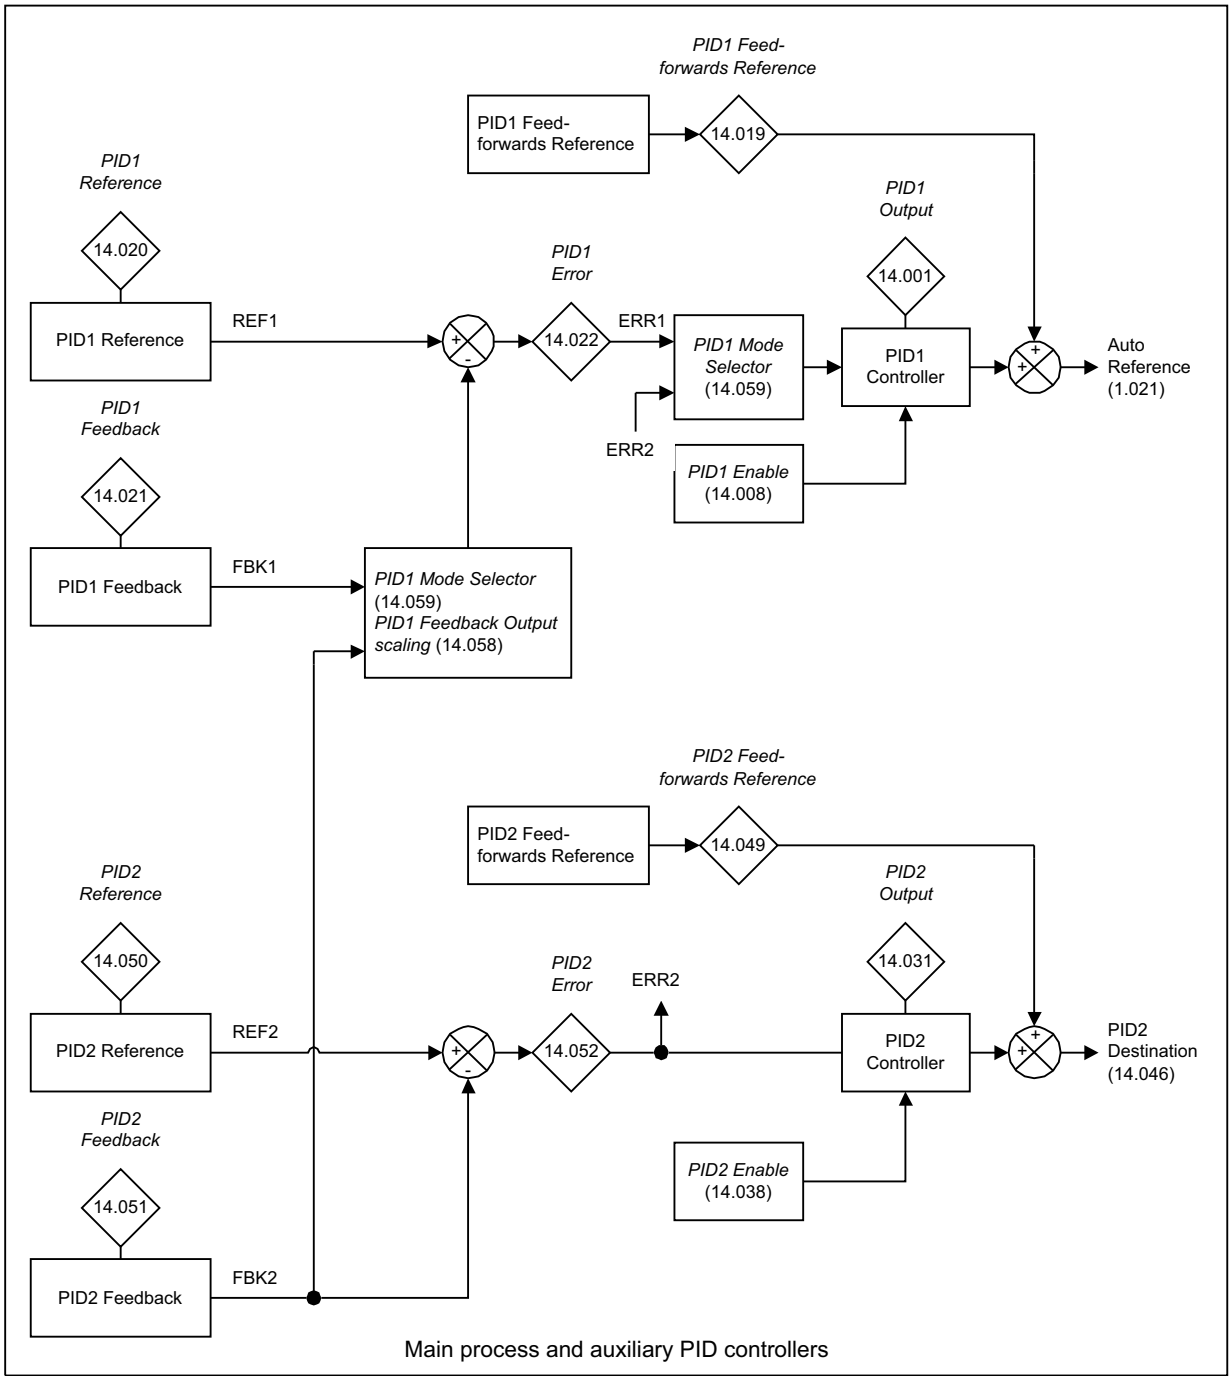 PID1 Feed-
forwards Reference
PID1 Feed-
forwards Reference
14.019
PID1
Reference
14.020
PID1
Output
14.001
PID1
Error
PID1 Reference
REF1
+
-
14.022
ERR1
PID1 Mode
Selector
(14.059)
PID1
Controller
+
+
Auto
Reference
(1.021)
ERR2
PID1
Feedback
14.021
PID1 Enable
(14.008)
PID1 Feedback
FBK1
PID1 Mode Selector
(14.059)
PID1 Feedback Output
scaling (14.058)
PID2 Feed-
forwards Reference
PID2 Feed-
forwards Reference
14.049
PID2
Reference
14.050
PID2
Output
14.031
PID2
Error
ERR2
PID2 Reference
REF2
+
-
14.052
PID2
Controller
+
+
PID2
Destination
(14.046)
PID2
Feedback
14.051
PID2 Enable
(14.038)
PID2 Feedback
FBK2
Main process and auxiliary PID controllers